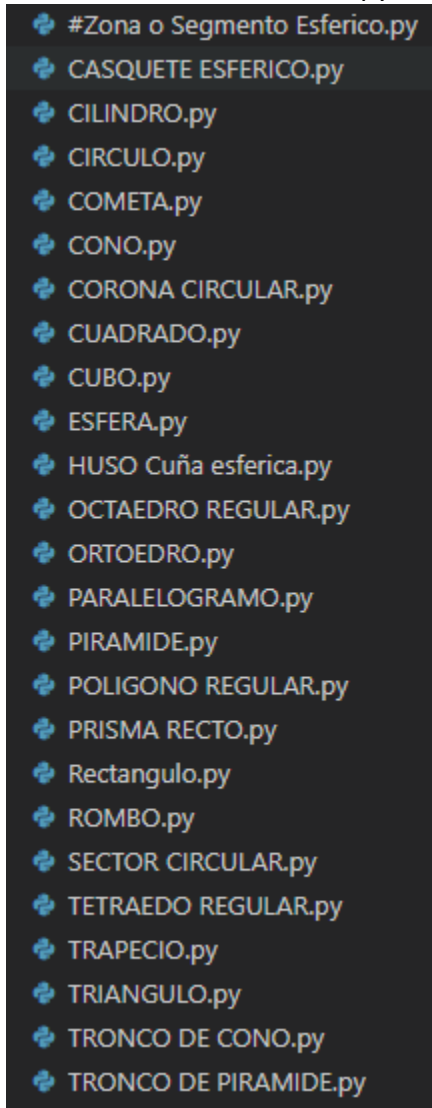 #Zona o Segmento Esferico.py
CASQUETE ESFERICO.py
CILINDRO.py
CIRCULO.py
COMETA.py
CONO.py
CORONA CIRCULAR.py
CUADRADO.py
CUBO.py
ESFERA.py
HUSO Cuña esferica.py
OCTAEDRO REGULAR.py
ORTOEDRO.py
PARALELOGRAMO.py
PIRAMIDE.py
POLIGONO REGULAR.py
PRISMA RECTO.py
Rectangulo.py
ROMBO.py
SECTOR CIRCULAR.py
TETRAEDO REGULAR.py
TRAPECIO.py
TRIANGULO.py
TRONCO DE CONO.py
TRONCO DE PIRAMIDE.py